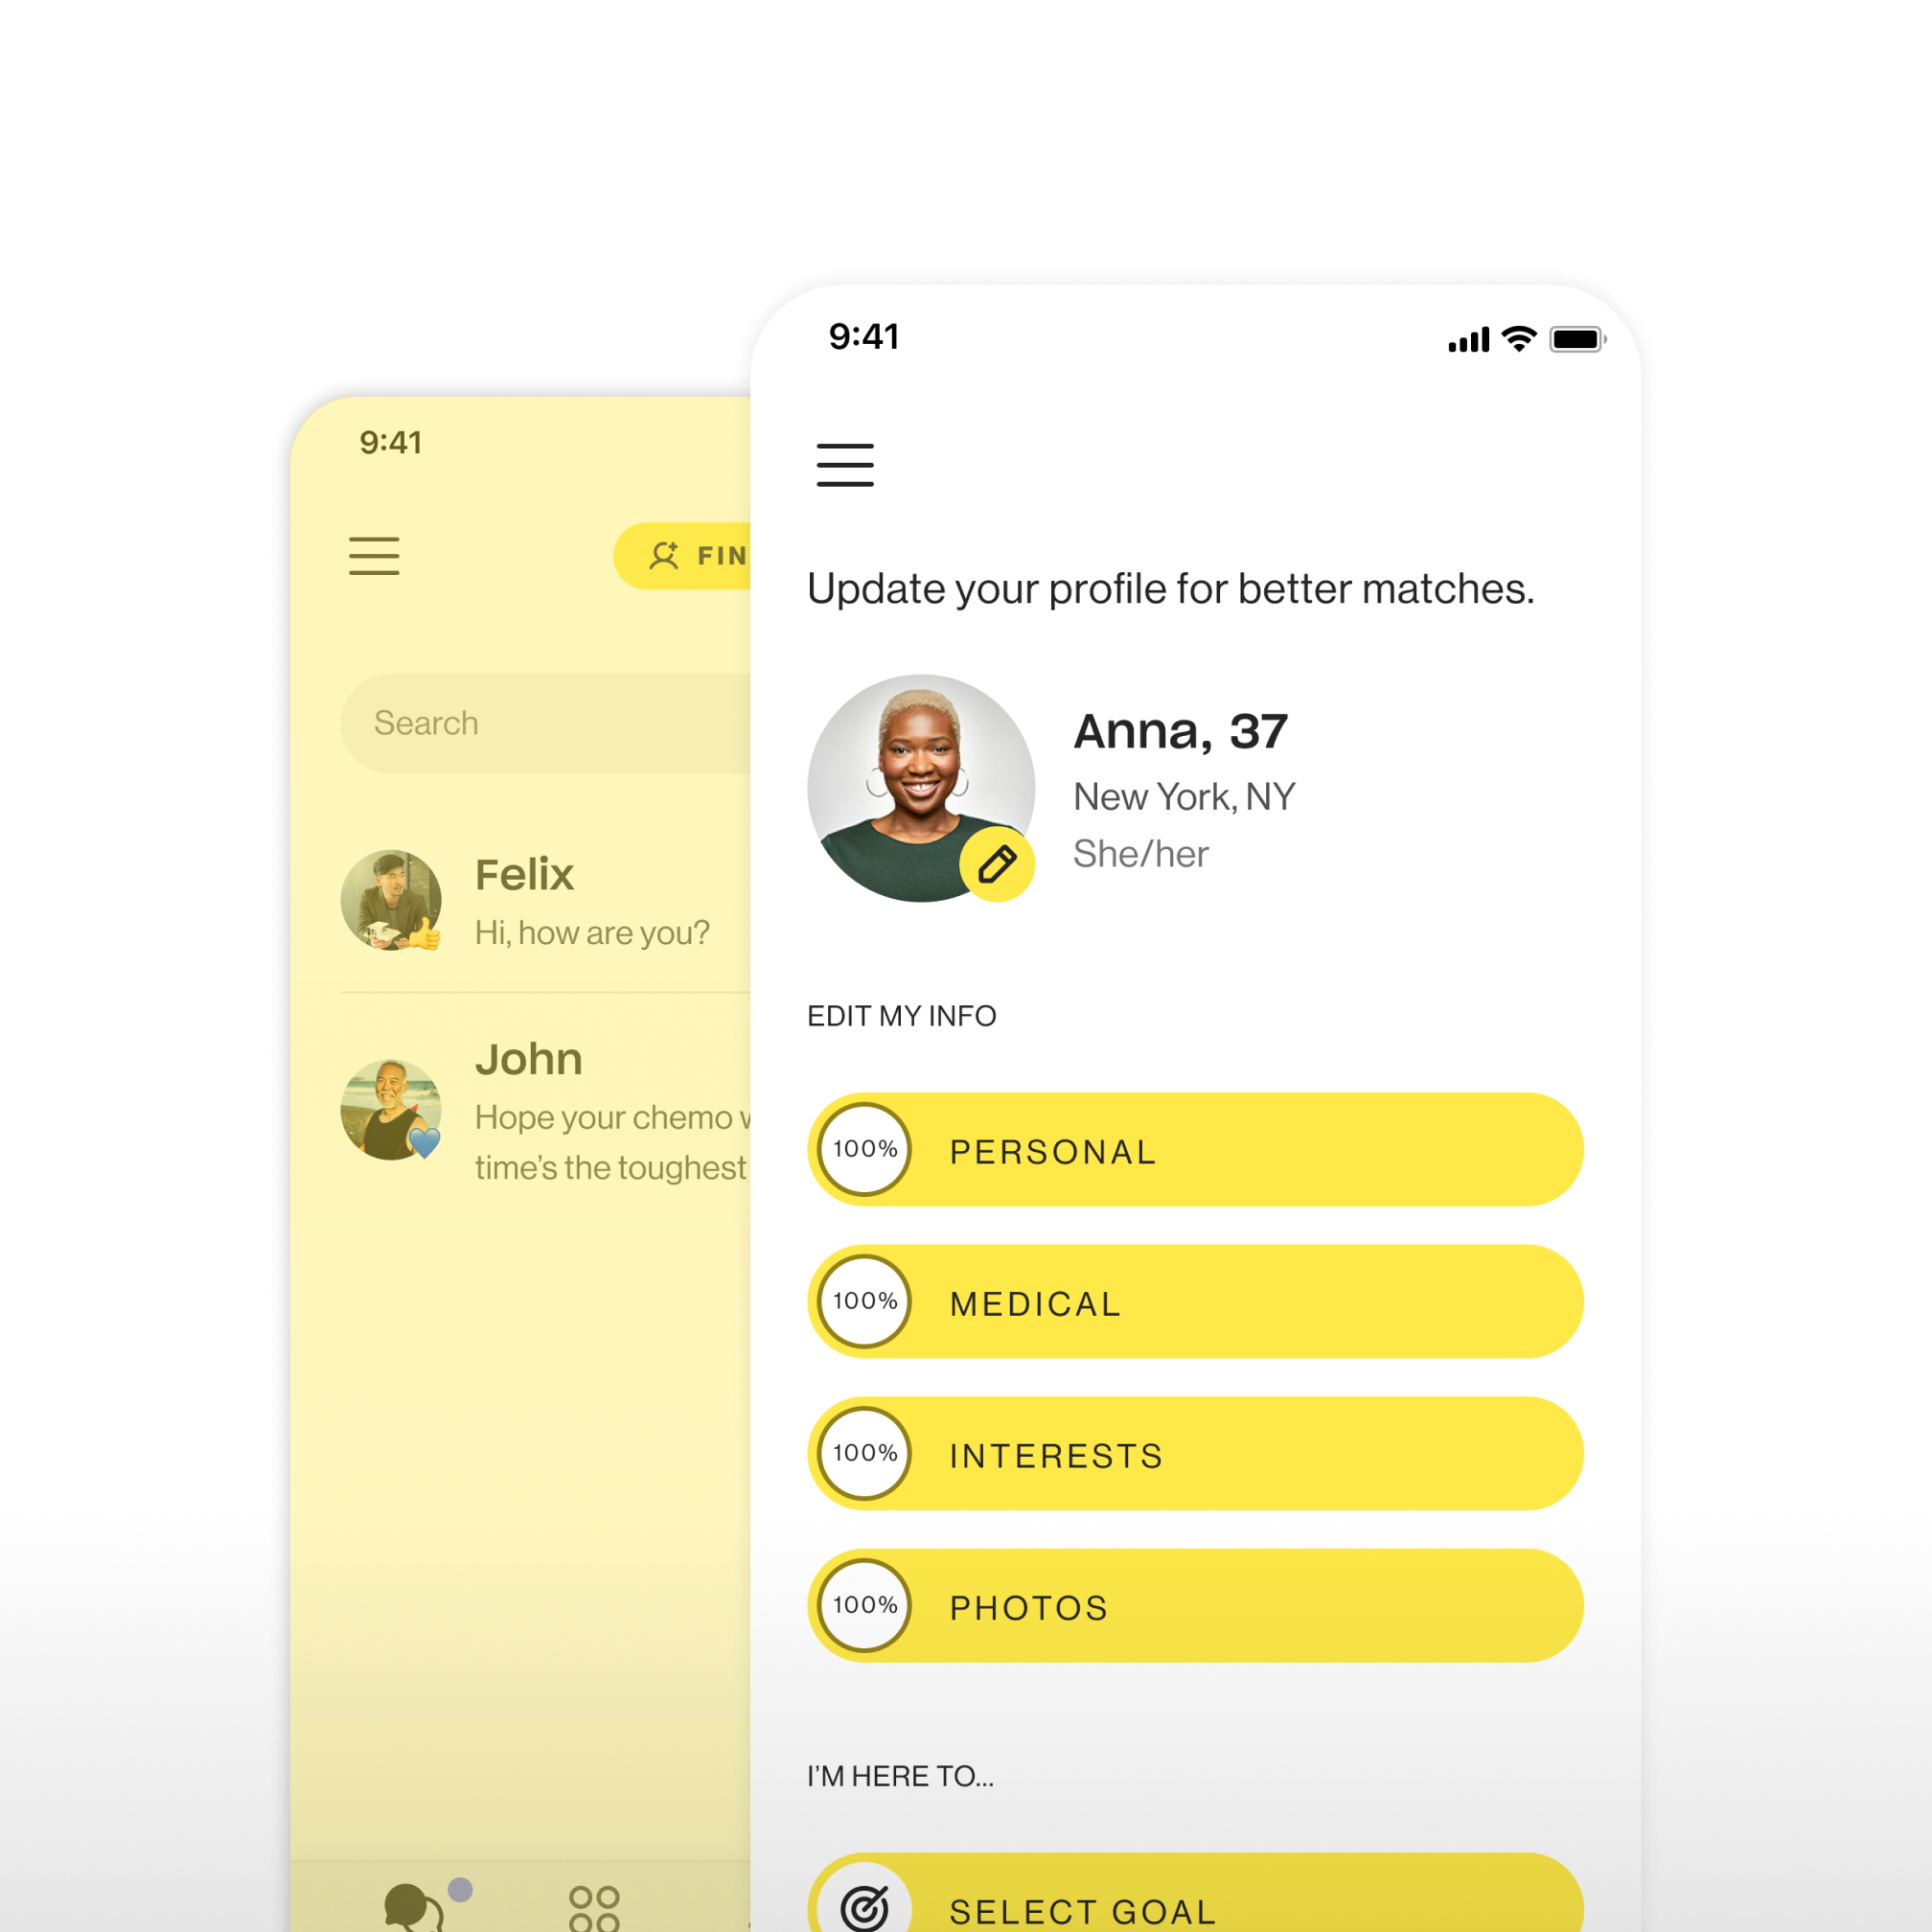 9:41
FIN
Search
Felix
Hi, how are you?
John
Hope your chemo
time’s the toughest
9:41
Update your profile for better matches.
Anna, 37
New York, NY
She/her
EDIT MY INFO
100% PERSONAL
100% MEDICAL
100% INTERESTS
100% PHOTOS
I’M HERE TO...
SELECT GOAL